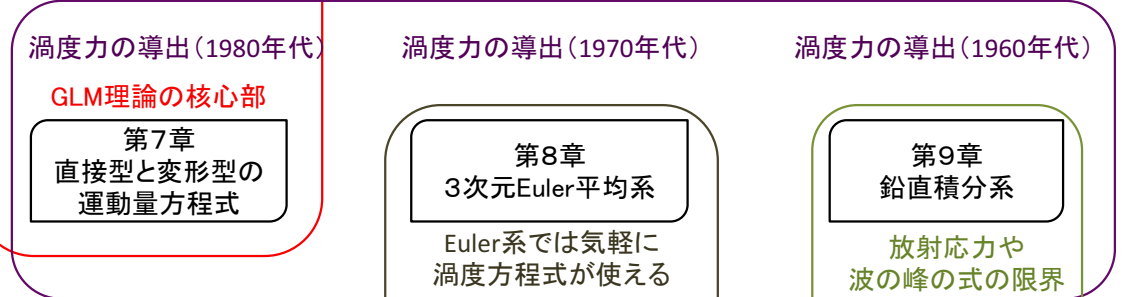 渦度力の導出（1980年代）
渦度力の導出（1970年代）
渦度力の導出（1960年代）
GLM理論の核心部
第７章
直接型と変形型の
運動量方程式
第８章
３次元Euler平均系
Euler系では気軽に
渦度方程式が使える
第９章
鉛直積分系
放射応力や
波の峰の式の限界